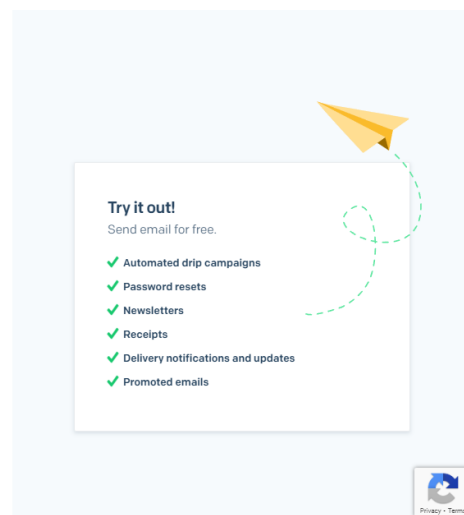 Try it out!
Send email for free.
Automated drip campaigns
Password resets
Newsletters
Receipts
Delivery notifications and updates
Promoted emails
Privacy - Terms